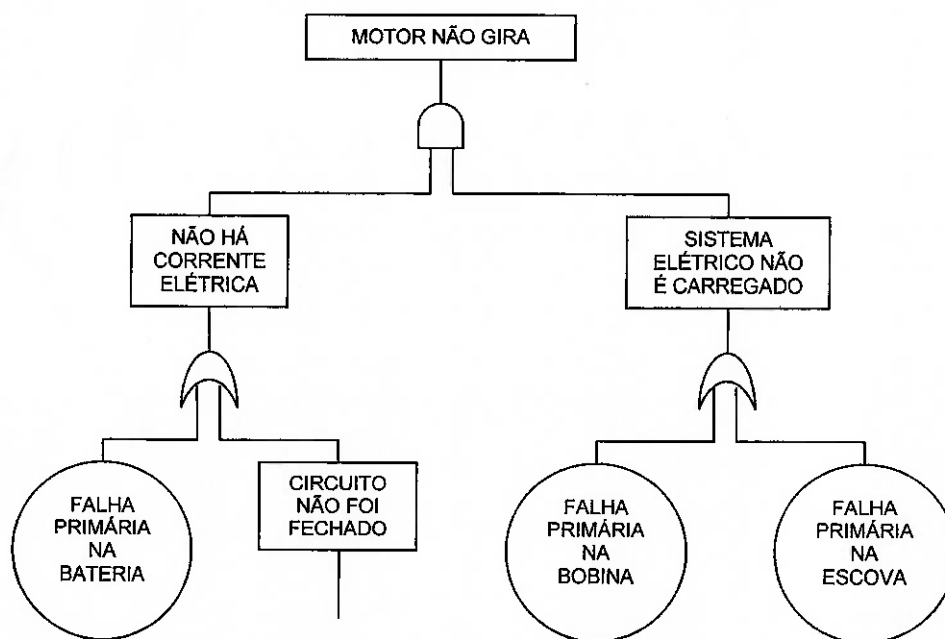 MOTOR NÃO GIRA
NÃO HÁ
CORRENTE
ELÉTRICA
SISTEMA
ELÉTRICO NÃO
É CARREGADO
FALHA
PRIMÁRIA
NA
BATERIA
CIRCUITO
NÃO FOI
FECHADO
FALHA
PRIMÁRIA
NA
BOBINA
FALHA
PRIMÁRIA
NA
ESCOVA